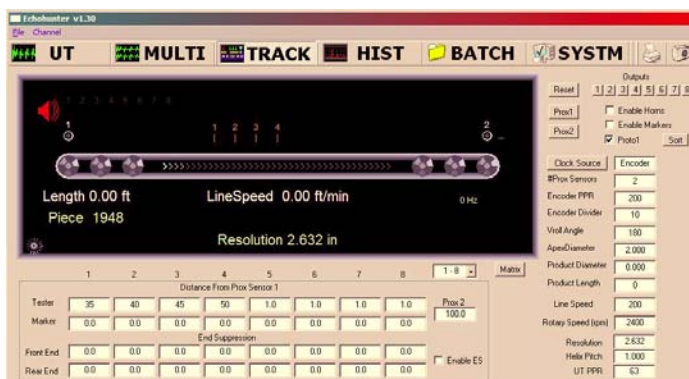 Echohunter v1.30
File Channel
UT MULTI TRACK HIST BATCH SYSTM
Outputs
Reset 1 2 3 4 5 6 7 8
1 2 3 4 5 6 7 8
Prox1 Enable Horns
Enable Markers
Prox2 Proto1 Sort
1 1 2 3 4 2
Clock Source Encoder
#Prox Sensors 2
Length 0.00 ft LineSpeed 0.00 ft/min 0 Hz
Encoder PPR 200
Piece 1948
Encoder Divider 10
Vroll Angle 180
Resolution 2.632 in
ApexDiameter 2.000
Product Diameter 0.000
1 2 3 4 5 6 7 8 1 - 8 Matrix
Product Length 0
Distance From Prox Sensor 1
Tester 35 40 45 50 1.0 1.0 1.0 1.0 Prox 2
100.0
Line Speed 200
Marker 0.0 0.0 0.0 0.0 0.0 0.0 0.0 0.0
Rotary Speed (rpm) 2400
End Suppression
Resolution 2.632
Front End 0.0 0.0 0.0 0.0 0.0 0.0 0.0 0.0
Enable ES
Helix Pitch 1.000
Rear End 0.0 0.0 0.0 0.0 0.0 0.0 0.0 0.0
UT PPR 63